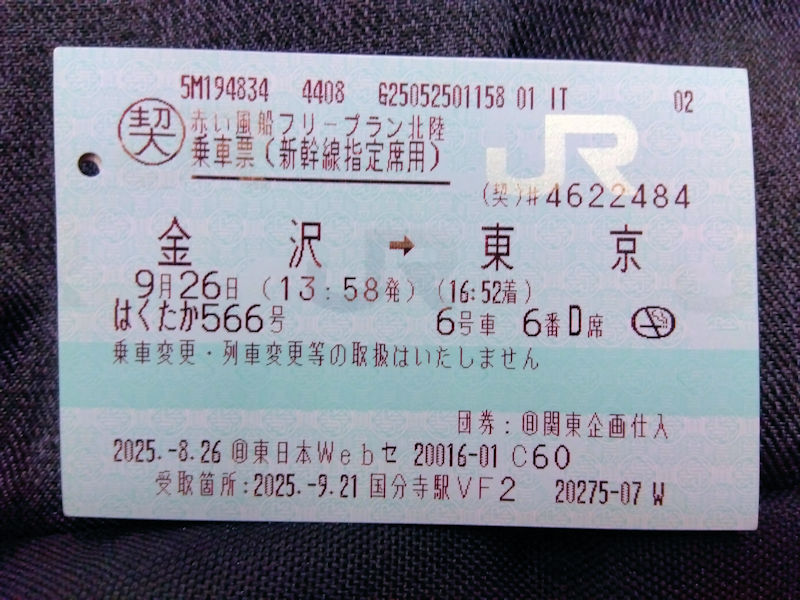 5M194834 4408 G25052501158 01 IT 02
契 赤い風船フリープラン北陸
乗車票(新幹線指定席用)
JR
(契)#4622484
金沢 → 東京
9月26日 (13:58発) (16:52着)
はくたか566号 6号車 6番D席
乗車変更・列車変更等の取扱はいたしません
団券:㊐関東企画仕入
2025.-8.26 ㊐東日本Webセ 20016-01 C60
受取箇所:2025.-9.21 国分寺駅VF2 20275-07 W